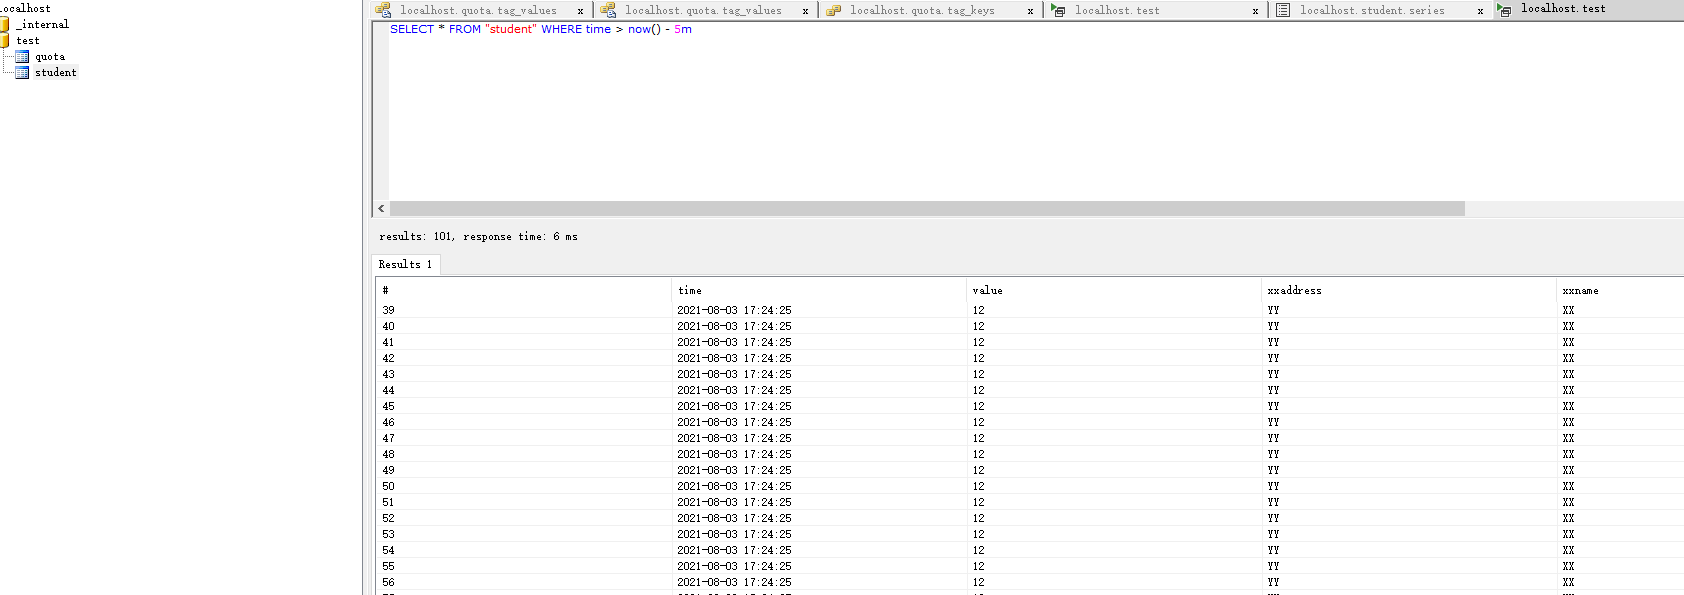 localhost
_internal
test
quota
student
localhost.quota.tag_values x localhost.quota.tag_values x localhost.quota.tag_keys x localhost.test x localhost.student.series x localhost.test
SELECT * FROM "student" WHERE time > now() - 5m
results: 101, response time: 6 ms
Results 1
# time value xxaddress xxname
39 2021-08-03 17:24:25 12 YY XX
40 2021-08-03 17:24:25 12 YY XX
41 2021-08-03 17:24:25 12 YY XX
42 2021-08-03 17:24:25 12 YY XX
43 2021-08-03 17:24:25 12 YY XX
44 2021-08-03 17:24:25 12 YY XX
45 2021-08-03 17:24:25 12 YY XX
46 2021-08-03 17:24:25 12 YY XX
47 2021-08-03 17:24:25 12 YY XX
48 2021-08-03 17:24:25 12 YY XX
49 2021-08-03 17:24:25 12 YY XX
50 2021-08-03 17:24:25 12 YY XX
51 2021-08-03 17:24:25 12 YY XX
52 2021-08-03 17:24:25 12 YY XX
53 2021-08-03 17:24:25 12 YY XX
54 2021-08-03 17:24:25 12 YY XX
55 2021-08-03 17:24:25 12 YY XX
56 2021-08-03 17:24:25 12 YY XX